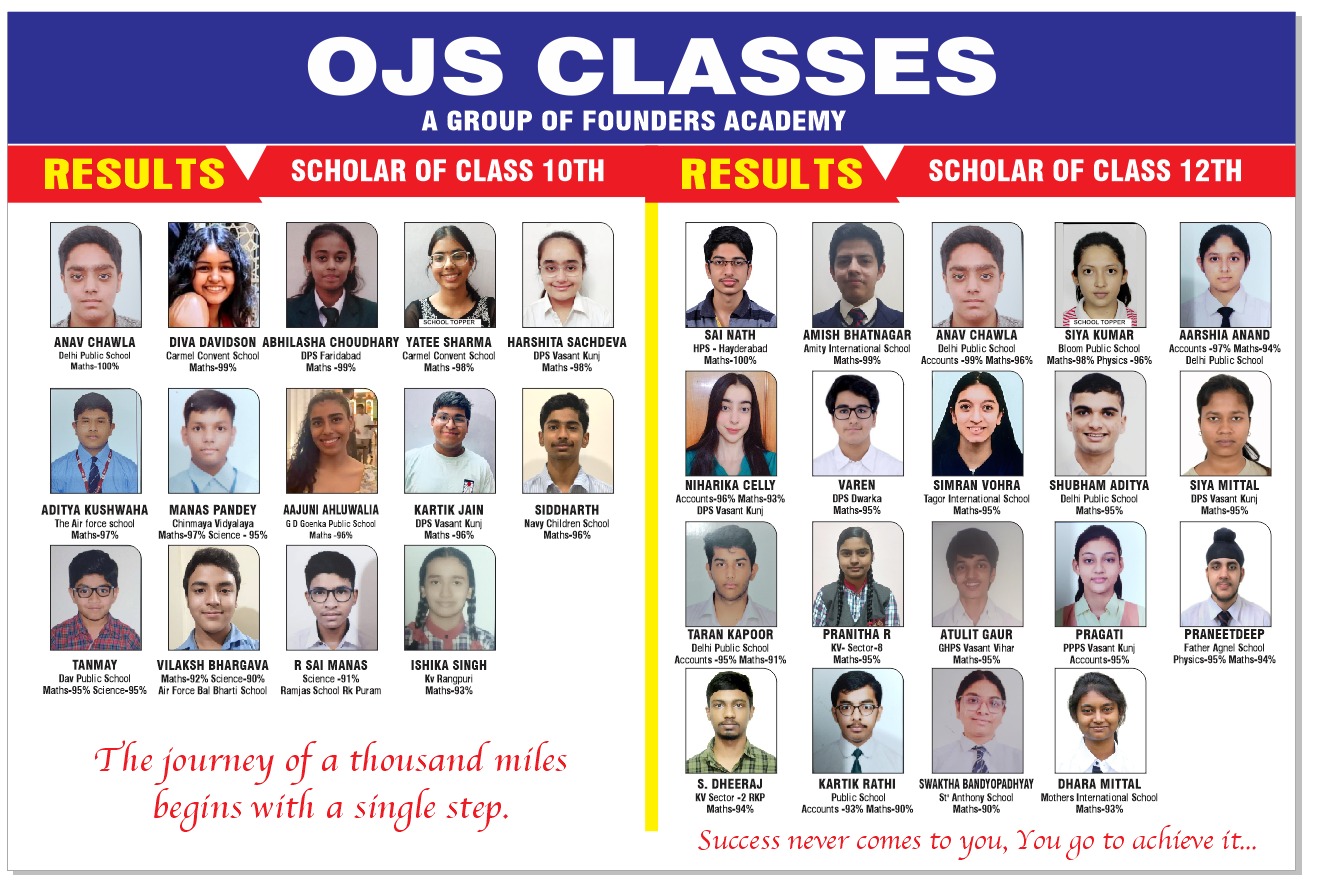 OJS CLASSES
A GROUP OF FOUNDERS ACADEMY
RESULTS
SCHOLAR OF CLASS 10TH
SCHOOL TOPPER
ANAV CHAWLA
Delhi Public School
Maths-100%
DIVA DAVIDSON
Carmel Convent School
Maths-99%
ABHILASHA CHOUDHARY
DPS Faridabad
Maths -99%
YATEE SHARMA
Carmel Convent School
Maths -98%
HARSHITA SACHDEVA
DPS Vasant Kunj
Maths -98%
ADITYA KUSHWAHA
The Air force school
Maths-97%
MANAS PANDEY
Chinmaya Vidyalaya
Maths-97% Science - 95%
AAJUNI AHLUWALIA
G D Goenka Public School
Maths -96%
KARTIK JAIN
DPS Vasant Kunj
Maths -96%
SIDDHARTH
Navy Children School
Maths-96%
TANMAY
Dav Public School
Maths-95% Science-95%
VILAKSH BHARGAVA
Maths-92% Science-90%
Air Force Bal Bharti School
R SAI MANAS
Science -91%
Ramjas School Rk Puram
ISHIKA SINGH
Kv Rangpuri
Maths-93%
The journey of a thousand miles
begins with a single step.
RESULTS
SCHOLAR OF CLASS 12TH
SCHOOL TOPPER
SAI NATH
HPS - Hayderabad
Maths-100%
AMISH BHATNAGAR
Amity International School
Maths-99%
ANAV CHAWLA
Delhi Public School
Accounts -99% Maths-96%
SIYA KUMAR
Bloom Public School
Maths-98% Physics -96%
AARSHIA ANAND
Accounts -97% Maths-94%
Delhi Public School
NIHARIKA CELLY
Accounts-96% Maths-93%
DPS Vasant Kunj
VAREN
DPS Dwarka
Maths-95%
SIMRAN VOHRA
Tagor International School
Maths-95%
SHUBHAM ADITYA
Delhi Public School
Maths-95%
SIYA MITTAL
DPS Vasant Kunj
Maths-95%
TARAN KAPOOR
Delhi Public School
Accounts -95% Maths-91%
PRANITHA R
KV- Sector-8
Maths-95%
ATULIT GAUR
GHPS Vasant Vihar
Maths-95%
PRAGATI
PPPS Vasant Kunj
Accounts-95%
PRANEETDEEP
Father Agnel School
Physics-95% Maths-94%
S. DHEERAJ
KV Sector -2 RKP
Maths-94%
KARTIK RATHI
Public School
Accounts -93% Maths-90%
SWAKTHA BANDYOPADHYAY
St' Anthony School
Maths-90%
DHARA MITTAL
Mothers International School
Maths-93%
Success never comes to you, You go to achieve it...